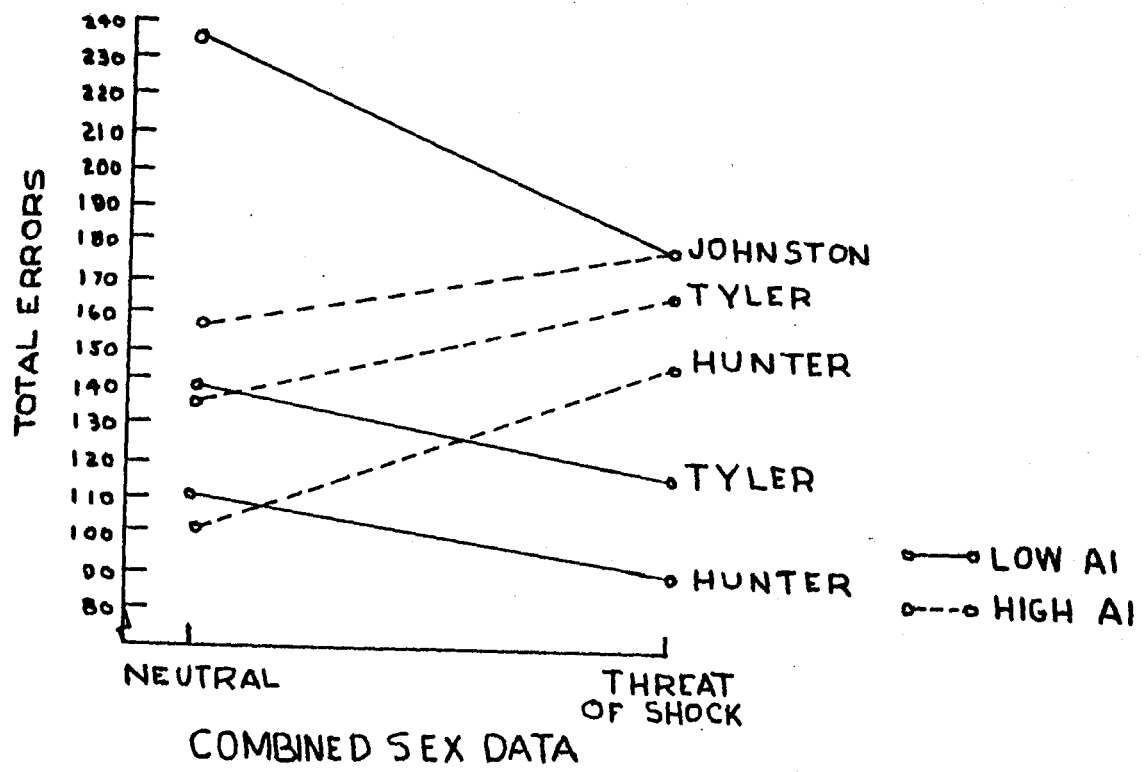 TOTAL ERRORS
240
230
220
210
200
190
180
170
160
150
140
130
120
110
100
90
80
JOHNSTON
TYLER
HUNTER
TYLER
HUNTER
LOW AI
HIGH AI
NEUTRAL
THREAT
OF SHOCK
COMBINED SEX DATA